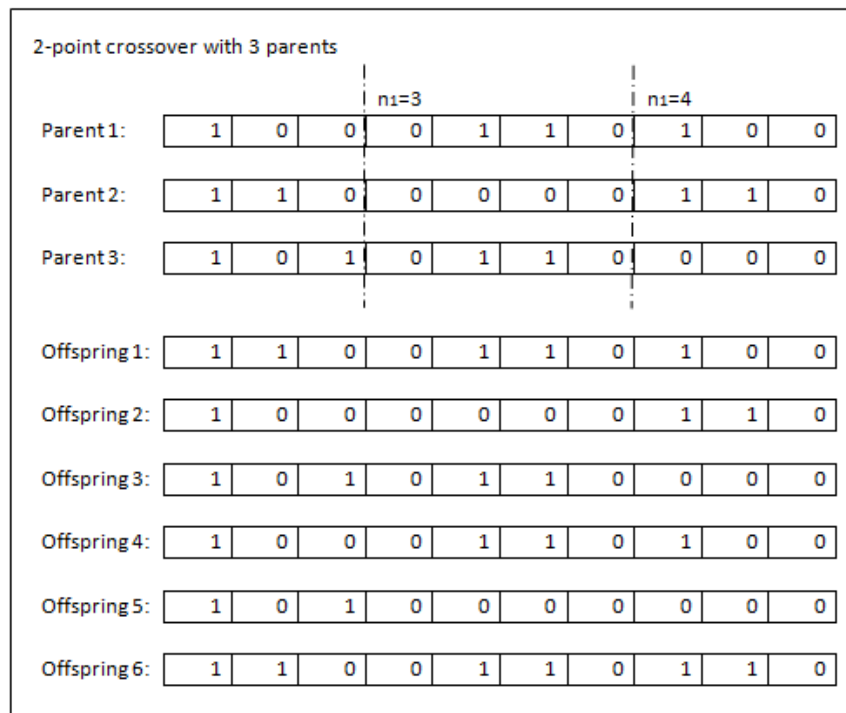 2-point crossover with 3 parents
n1=3 n1=4
Parent 1: 1 0 0 0 1 1 0 1 0 0
Parent 2: 1 1 0 0 0 0 0 1 1 0
Parent 3: 1 0 1 0 1 1 0 0 0 0
Offspring 1: 1 1 0 0 1 1 0 1 0 0
Offspring 2: 1 0 0 0 0 0 0 1 1 0
Offspring 3: 1 0 1 0 1 1 0 0 0 0
Offspring 4: 1 0 0 0 1 1 0 1 0 0
Offspring 5: 1 0 1 0 0 0 0 0 0 0
Offspring 6: 1 1 0 0 1 1 0 1 1 0